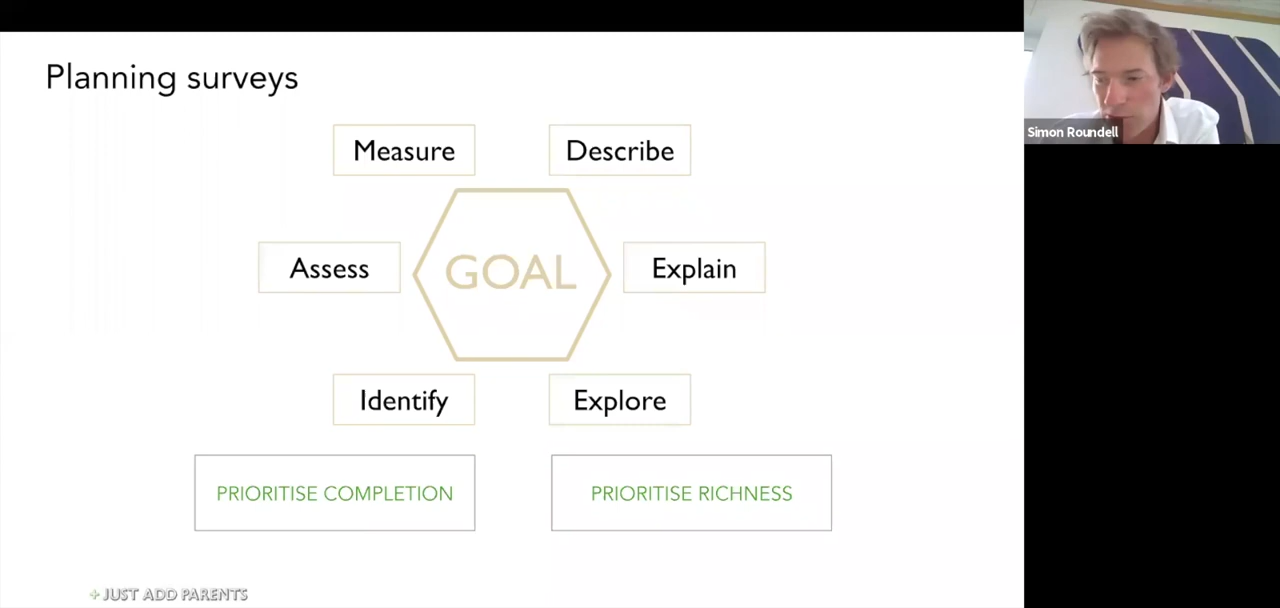 Planning surveys
Simon Roundell
Measure
Describe
Assess
GOAL
Explain
Identify
Explore
PRIORITISE COMPLETION
PRIORITISE RICHNESS
+ JUST ADD PARENTS